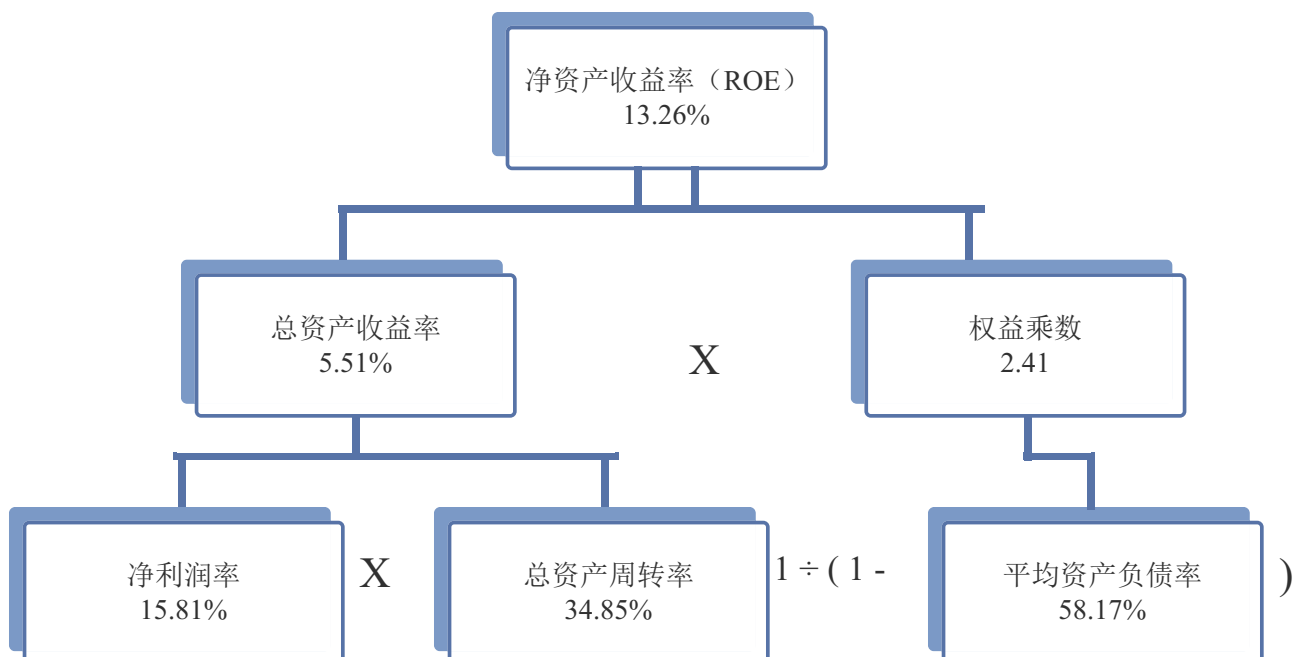 净资产收益率（ROE）
13.26%
总资产收益率
5.51%
X
权益乘数
2.41
净利润率
15.81%
X
总资产周转率
34.85%
1 ÷ ( 1 -
平均资产负债率
58.17%
)